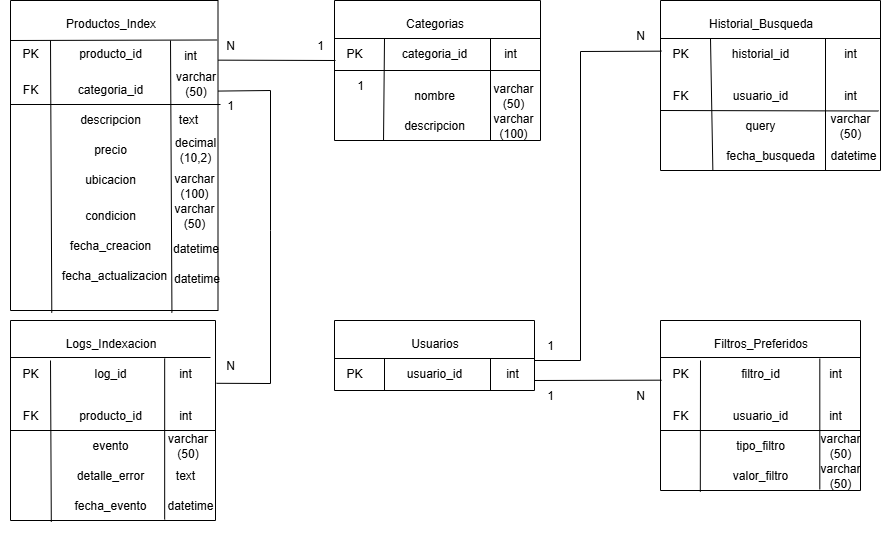 Productos_Index
PK producto_id int
FK categoria_id varchar
(50)
descripcion text
precio decimal
(10,2)
ubicacion varchar
(100)
condicion varchar
(50)
fecha_creacion datetime
fecha_actualizacion datetime
N 1
1
Categorias
PK categoria_id int
1
nombre varchar
(50)
descripcion varchar
(100)
Historial_Busqueda
N
PK historial_id int
FK usuario_id int
query varchar
(50)
fecha_busqueda datetime
Logs_Indexacion
PK log_id int
N
FK producto_id int
evento varchar
(50)
detalle_error text
fecha_evento datetime
Usuarios
PK usuario_id int
1
1 N
Filtros_Preferidos
PK filtro_id int
FK usuario_id int
tipo_filtro varchar
(50)
valor_filtro varchar
(50)